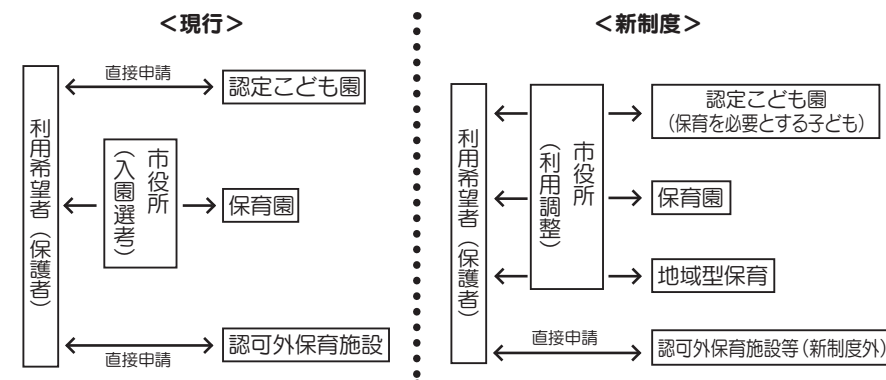 ＜現行＞
利用希望者（保護者）
直接申請
認定こども園
市役所
（入園選考）
保育園
直接申請
認可外保育施設
＜新制度＞
利用希望者（保護者）
市役所
（利用調整）
認定こども園
（保育を必要とする子ども）
保育園
地域型保育
直接申請
認可外保育施設等（新制度外）